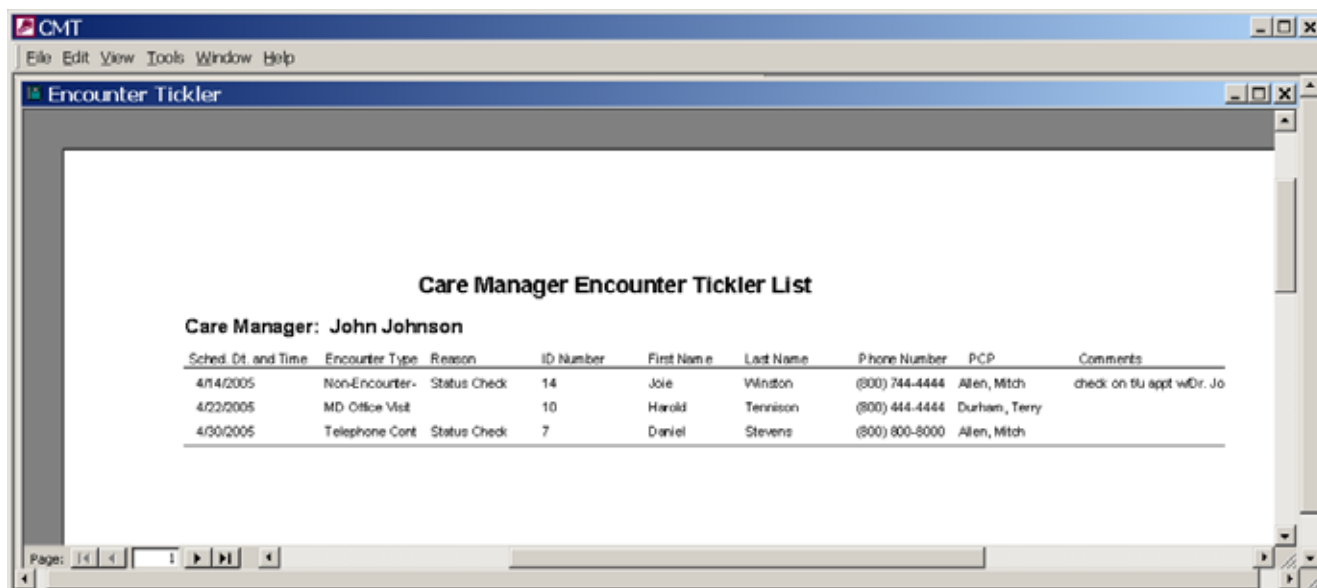 CMT
File Edit View Tools Window Help
Encounter Tickler
Care Manager Encounter Tickler List
Care Manager: John Johnson
Sched. Dt. and Time Encounter Type Reason ID Number First Name Last Name Phone Number PCP Comments
4/14/2005 Non-Encounter- Status Check 14 Joie Winston (800) 744-4444 Allen, Mitch check on f/u appt w/Dr. Jo
4/22/2005 MD Office Visit 10 Harold Tennison (800) 444-4444 Durham, Terry
4/30/2005 Telephone Cont Status Check 7 Daniel Stevens (800) 800-8000 Allen, Mitch
Page: 1